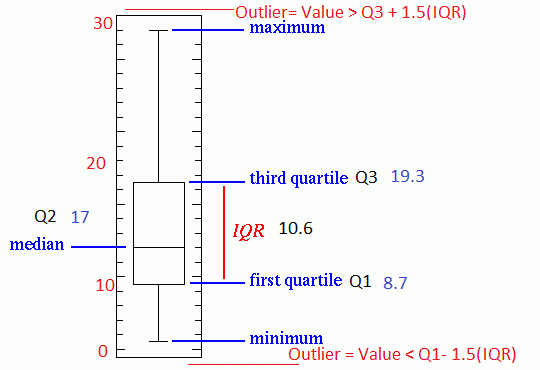 Outlier= Value > Q3 + 1.5(IQR)
30
maximum
20
third quartile Q3 19.3
Q2 17
IQR 10.6
median
10
first quartile Q1 8.7
minimum
0
Outlier = Value < Q1- 1.5(IQR)